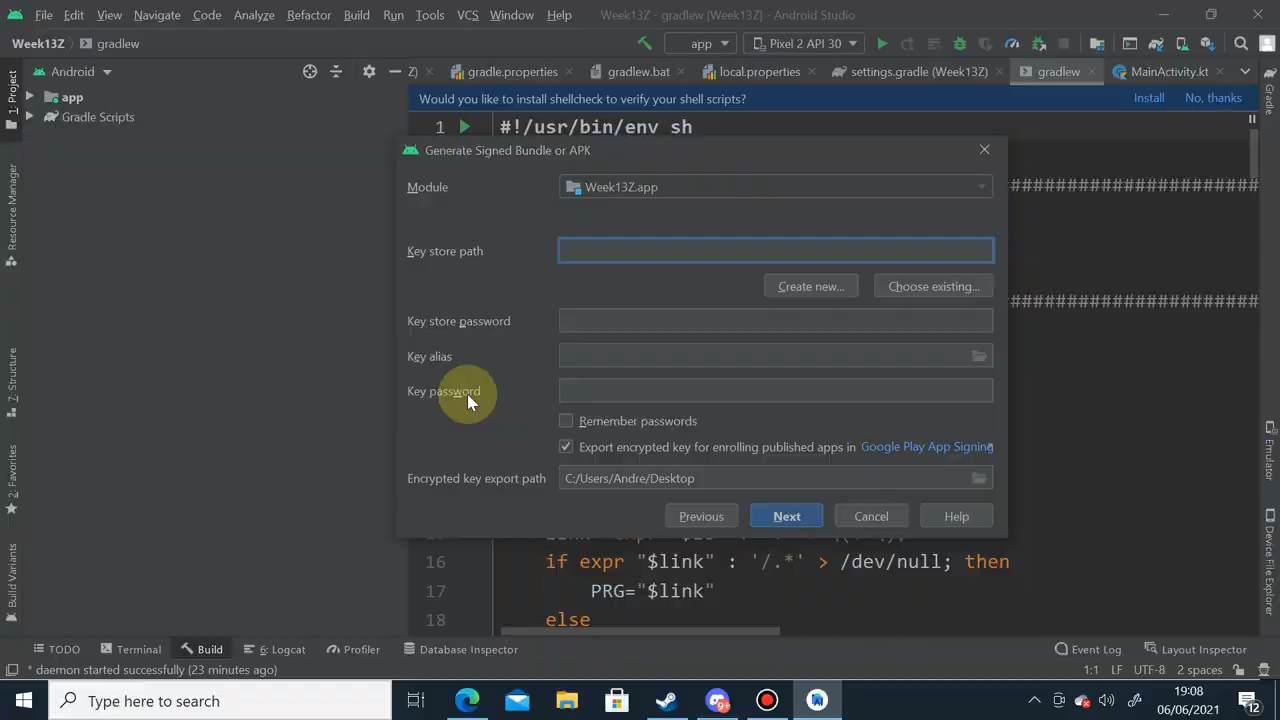 File Edit View Navigate Code Analyze Refactor Build Run Tools VCS Window Help Week13Z - gradlew [Week13Z] - Android Studio
Week13Z gradlew app Pixel 2 API 30
Android Z) gradle.properties gradlew.bat local.properties settings.gradle (Week13Z) gradlew MainActivity.kt
1: Project
Resource Manager
7: Structure
2: Favorites
Build Variants
app
Gradle Scripts
Would you like to install shellcheck to verify your shell scripts? Install No, thanks
1 #!/usr/bin/env sh
##########################
##########################
Generate Signed Bundle or APK
Module Week13Z.app
Key store path
Create new... Choose existing...
Key store password
Key alias
Key password
Remember passwords
Export encrypted key for enrolling published apps in Google Play App Signing
Encrypted key export path C:/Users/Andre/Desktop
Previous Next Cancel Help
16 if expr "$link" : '/.*' > /dev/null; then
17 PRG="$link"
18 else
Gradle
Emulator
Device File Explorer
TODO Terminal Build 6: Logcat Profiler Database Inspector Event Log Layout Inspector
* daemon started successfully (23 minutes ago) 1:1 LF UTF-8 2 spaces
Type here to search 9+ 19:08
06/06/2021 12